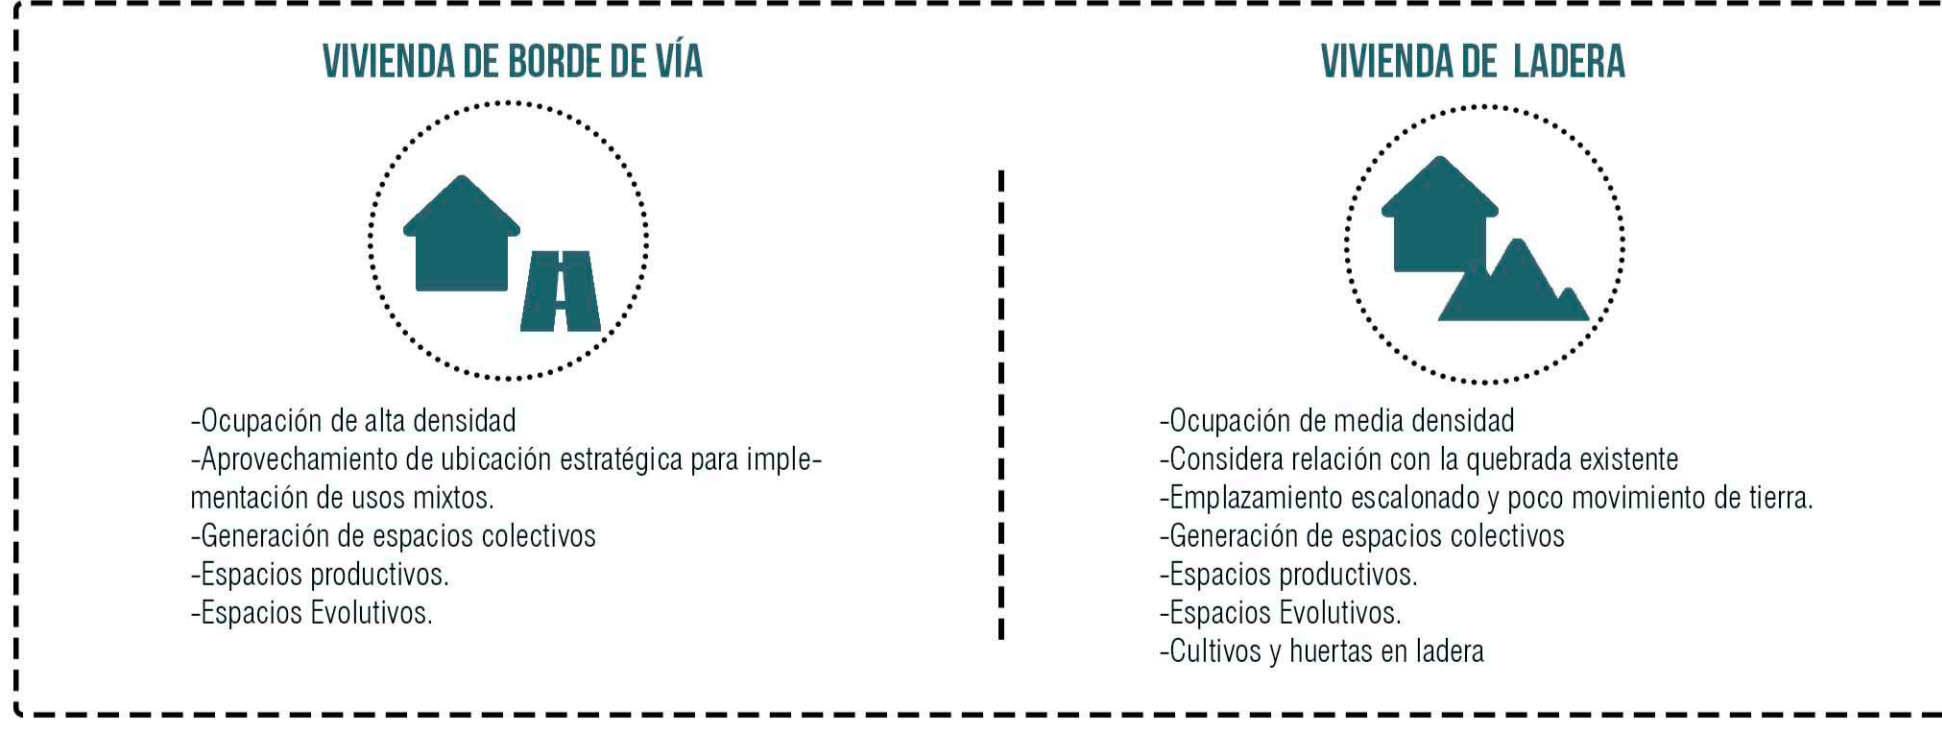 VIVIENDA DE BORDE DE VÍA
-Ocupación de alta densidad
-Aprovechamiento de ubicación estratégica para imple-
mentación de usos mixtos.
-Generación de espacios colectivos
-Espacios productivos.
-Espacios Evolutivos.
VIVIENDA DE LADERA
-Ocupación de media densidad
-Considera relación con la quebrada existente
-Emplazamiento escalonado y poco movimiento de tierra.
-Generación de espacios colectivos
-Espacios productivos.
-Espacios Evolutivos.
-Cultivos y huertas en ladera